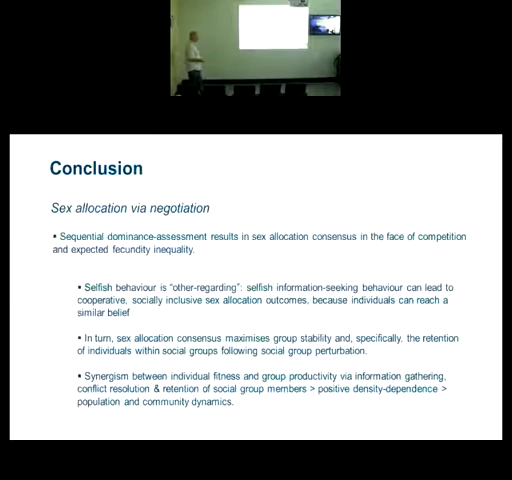 Conclusion
Sex allocation via negotiation
▪ Sequential dominance-assessment results in sex allocation consensus in the face of competition
and expected fecundity inequality.
▪ Selfish behaviour is “other-regarding”: selfish information-seeking behaviour can lead to
cooperative, socially inclusive sex allocation outcomes, because individuals can reach a
similar belief
▪ In turn, sex allocation consensus maximises group stability and, specifically, the retention
of individuals within social groups following social group perturbation.
▪ Synergism between individual fitness and group productivity via information gathering,
conflict resolution & retention of social group members > positive density-dependence >
population and community dynamics.